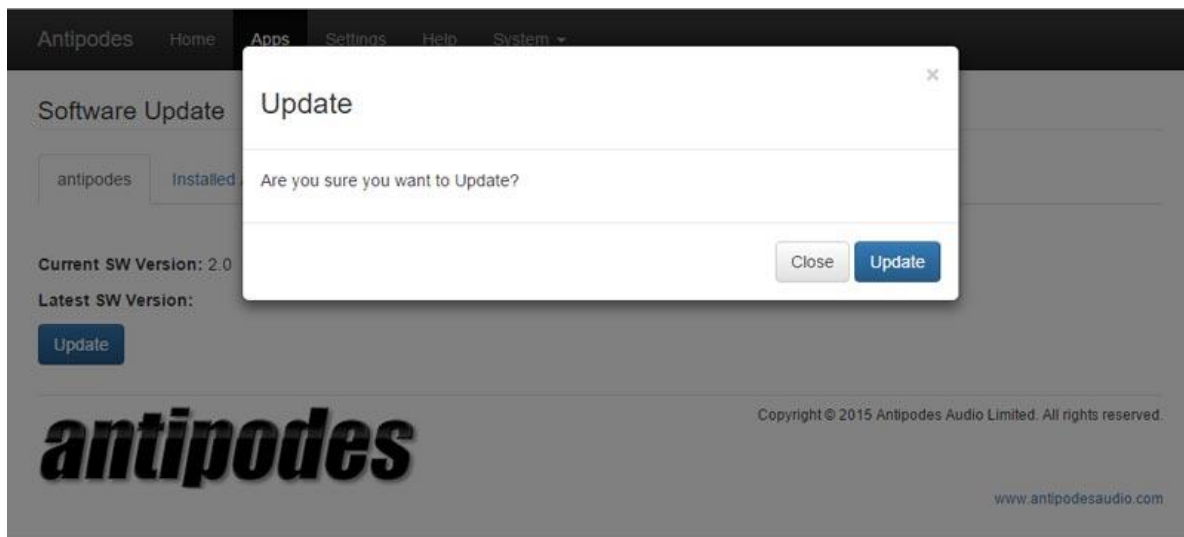 Antipodes Home Apps Settings Help System
×
Update
Software Update
antipodes Installed
Are you sure you want to Update?
Close Update
Current SW Version: 2.0
Latest SW Version:
Update
antipodes
Copyright © 2015 Antipodes Audio Limited. All rights reserved.
www.antipodesaudio.com